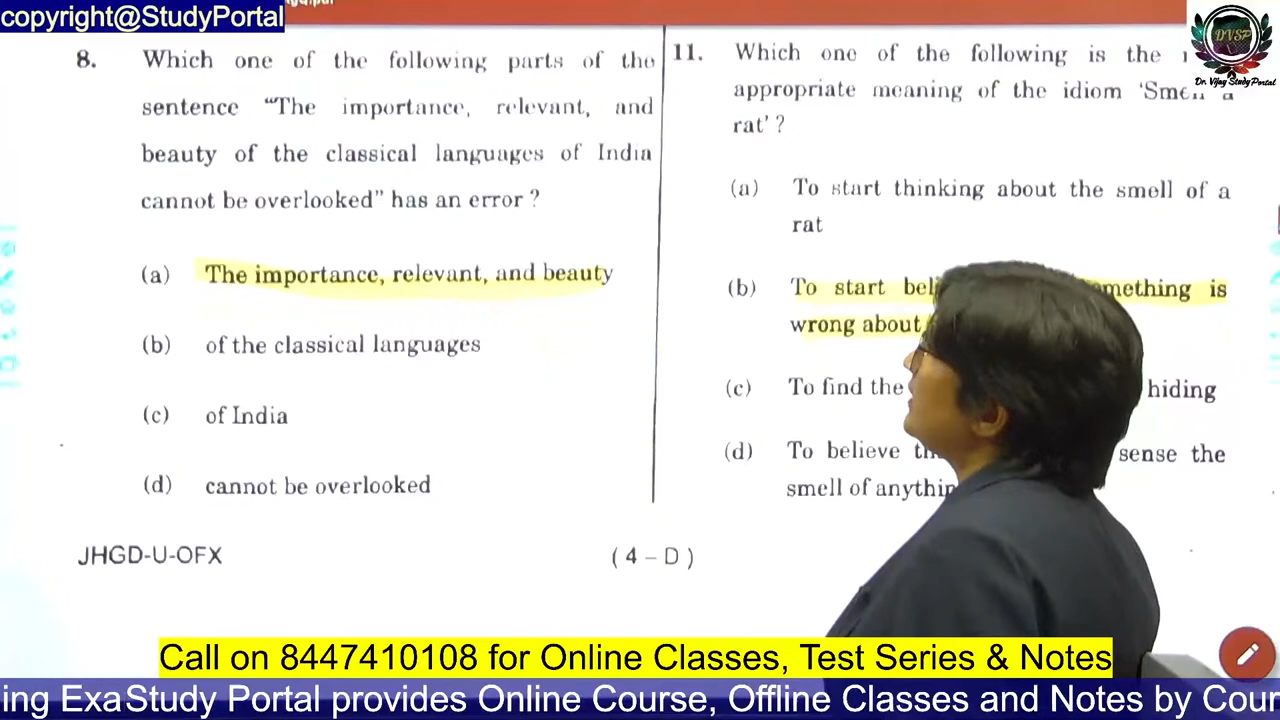 copyright@StudyPortal
8. Which one of the following parts of the
sentence “The importance, relevant, and
beauty of the classical languages of India
cannot be overlooked” has an error ?
(a) The importance, relevant, and beauty
(b) of the classical languages
(c) of India
(d) cannot be overlooked
JHGD-U-OFX
( 4 – D )
11. Which one of the following is the
appropriate meaning of the idiom ‘Smell a
rat’ ?
(a) To start thinking about the smell of a
rat
(b) To start something is
wrong about
(c) To find the hiding
(d) To believe sense the
smell of
DVSP
Dr. Vijay StudyPortal
Call on 8447410108 for Online Classes, Test Series & Notes
ing ExaStudy Portal provides Online Course, Offline Classes and Notes by Cour